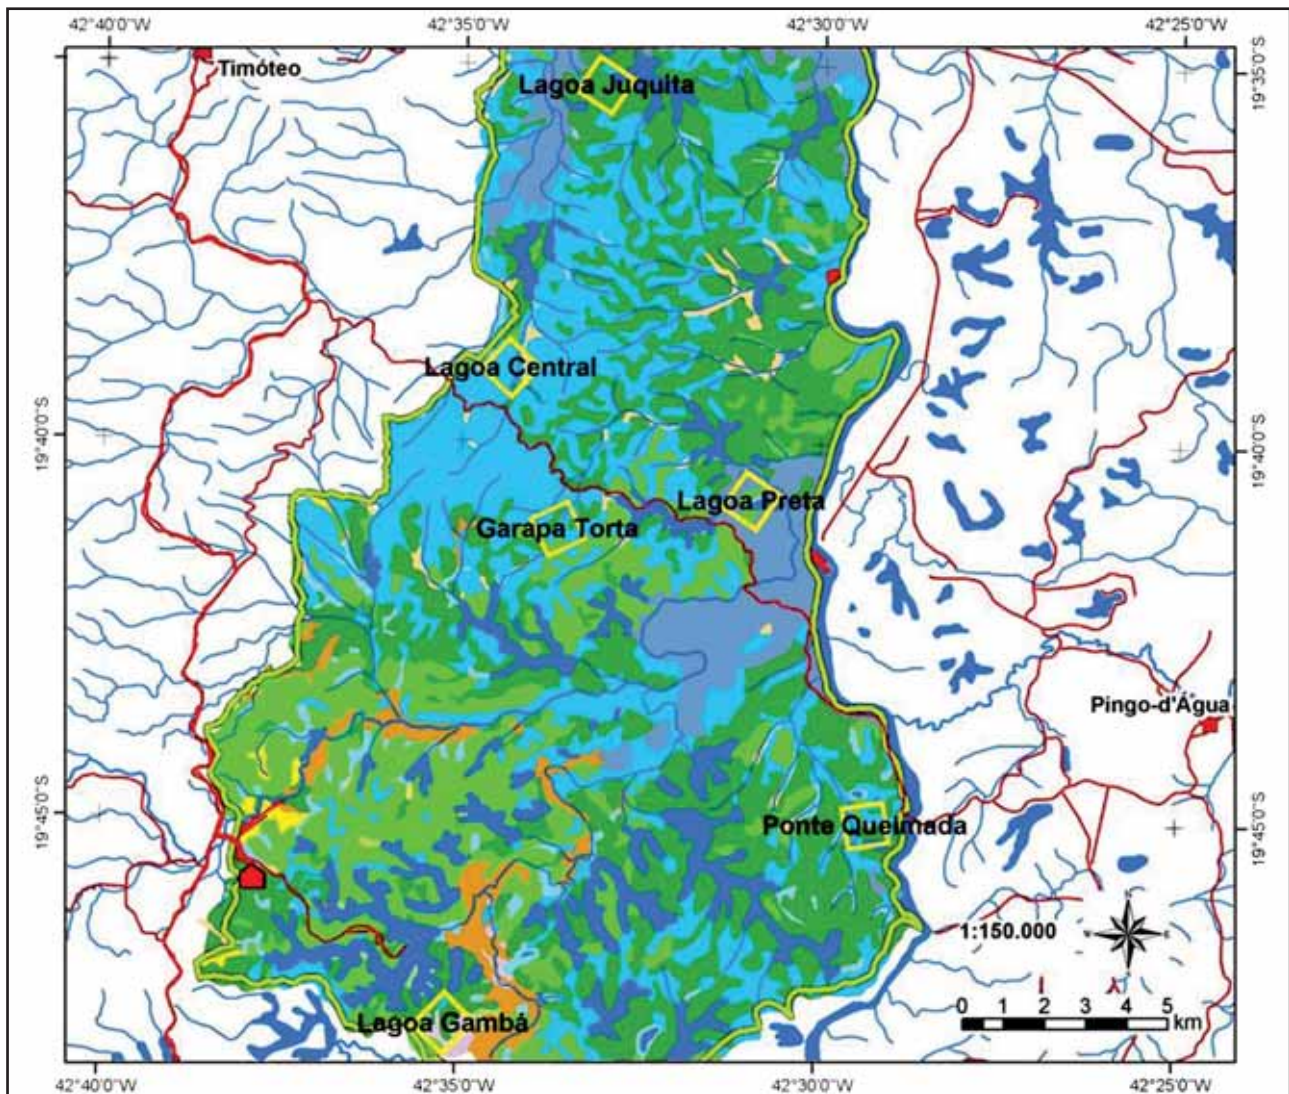 42°40'0"W
42°35'0"W
42°30'0"W
42°25'0"W
19°35'0"S
Timóteo
Lagoa Juquita
Lagoa Central
19°40'0"S
19°40'0"S
Lagoa Preta
Garapa Torta
Pingo-d'Água
19°45'0"S
19°45'0"S
Ponte Queimada
1:150.000
0 1 2 3 4 5
km
Lagoa Gambá
42°40'0"W
42°35'0"W
42°30'0"W
42°25'0"W